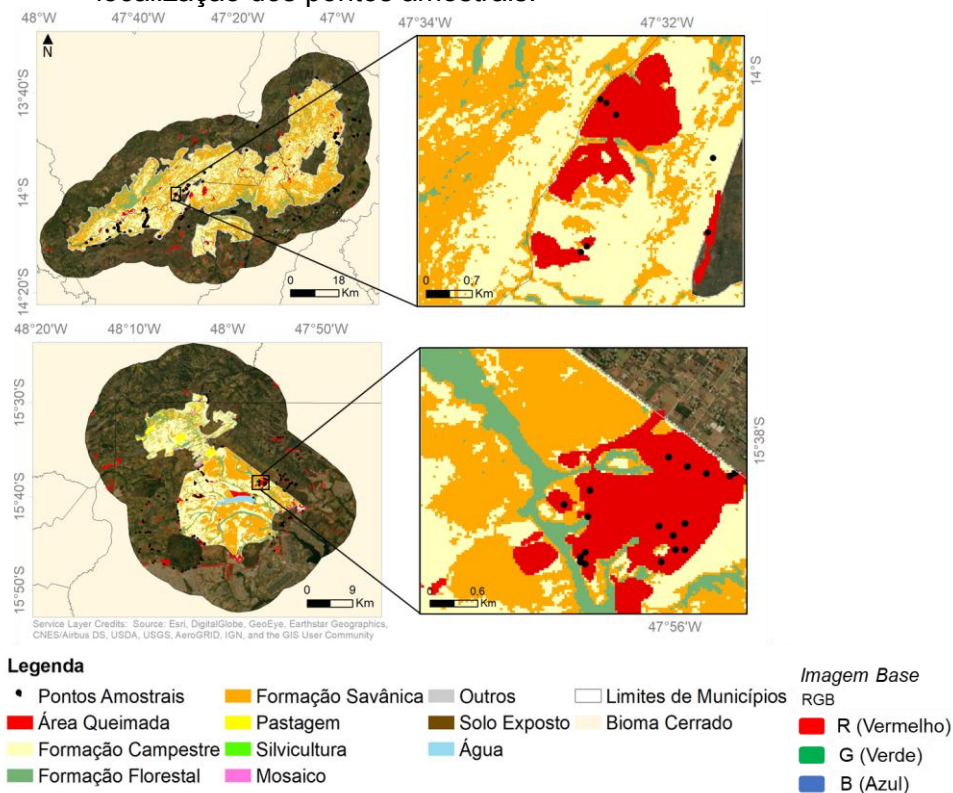 localização dos pontos amostrais.
48°W 47°40'W 47°20'W 47°34'W 47°32'W
N
13°40'S
14°S
14°20'S
14°S
0 18
Km
0 0.7
Km
48°20'W 48°10'W 48°W 47°50'W
15°30'S
15°40'S
15°50'S
15°38'S
0 9
Km
0 0.6
Km
47°56'W
Service Layer Credits: Source: Esri, DigitalGlobe, GeoEye, Earthstar Geographics,
CNES/Airbus DS, USDA, USGS, AeroGRID, IGN, and the GIS User Community
Legenda
Pontos Amostrais
Área Queimada
Formação Campestre
Formação Florestal
Formação Savânica
Pastagem
Silvicultura
Mosaico
Outros
Solo Exposto
Água
Limites de Municípios
Bioma Cerrado
Imagem Base
RGB
R (Vermelho)
G (Verde)
B (Azul)